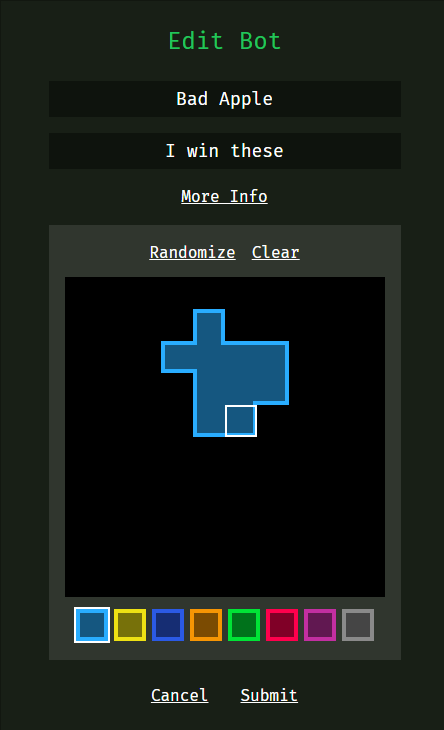 Edit Bot
Bad Apple
I win these
More Info
Randomize Clear
Cancel Submit